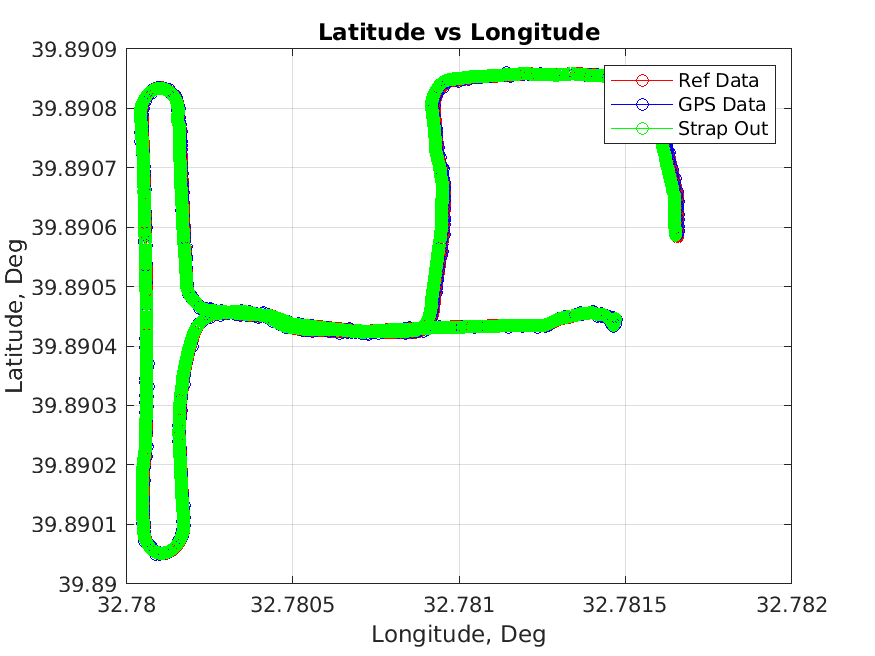 Latitude vs Longitude
Ref Data
GPS Data
Strap Out
39.8909
39.8908
39.8907
39.8906
39.8905
39.8904
39.8903
39.8902
39.8901
39.89
Latitude, Deg
32.78
32.7805
32.781
32.7815
32.782
Longitude, Deg